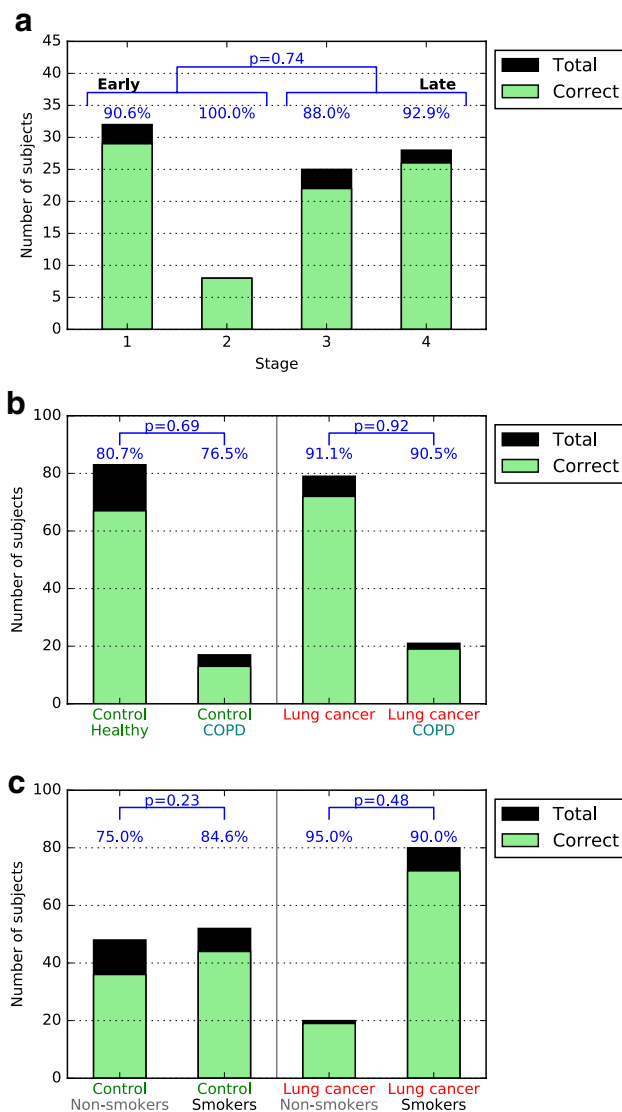 a
45
40
35
30
25
20
15
10
5
0
Number of subjects
p=0.74
Early
Late
90.6%
100.0%
88.0%
92.9%
1
2
3
4
Stage
Total
Correct
b
100
80
60
40
20
0
Number of subjects
p=0.69
p=0.92
80.7%
76.5%
91.1%
90.5%
Control
Healthy
Control
COPD
Lung cancer
Lung cancer
COPD
Total
Correct
c
100
80
60
40
20
0
Number of subjects
p=0.23
p=0.48
75.0%
84.6%
95.0%
90.0%
Control
Non-smokers
Control
Smokers
Lung cancer
Non-smokers
Lung cancer
Smokers
Total
Correct